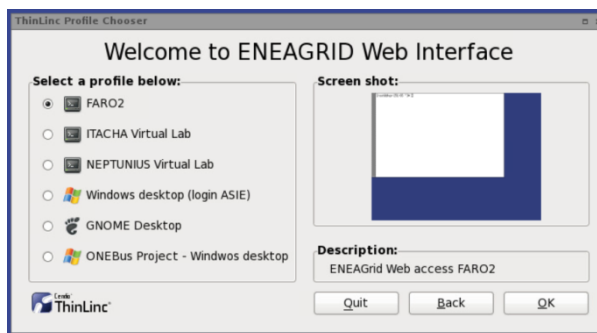 ThinLinc Profile Chooser
Welcome to ENEAGRID Web Interface
Select a profile below:
FARO2
ITACHA Virtual Lab
NEPTUNIUS Virtual Lab
Windows desktop (login ASIE)
GNOME Desktop
ONEBus Project - Windwos desktop
Screen shot:
Description:
ENEAGrid Web access FARO2
Cendio®
ThinLinc®
Quit
Back
OK